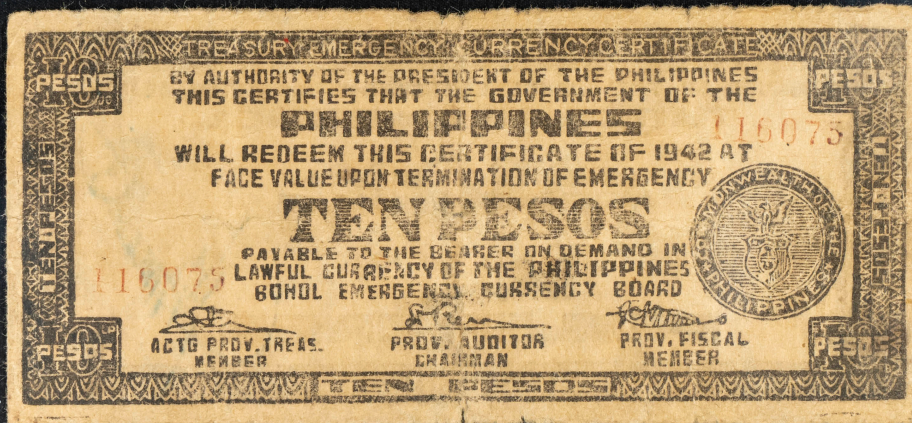 TREASURY EMERGENCY CURRENCY CERTIFICATE
10 PESOS
10 PESOS
BY AUTHORITY OF THE PRESIDENT OF THE PHILIPPINES
THIS CERTIFIES THAT THE GOVERNMENT OF THE
PHILIPPINES
116075
WILL REDEEM THIS CERTIFICATE OF 1942 AT
FACE VALUE UPON TERMINATION OF EMERGENCY
TEN PESOS
TEN PESOS
TEN PESOS
PAYABLE TO THE BEARER ON DEMAND IN
116075
LAWFUL CURRENCY OF THE PHILIPPINES
BOHOL EMERGENCY CURRENCY BOARD
COMMONWEALTH OF THE PHILIPPINES
ACTG PROV. TREAS.
MEMBER
PROV. AUDITOR
CHAIRMAN
PROV. FISCAL
MEMBER
10 PESOS
10 PESOS
TEN PESOS